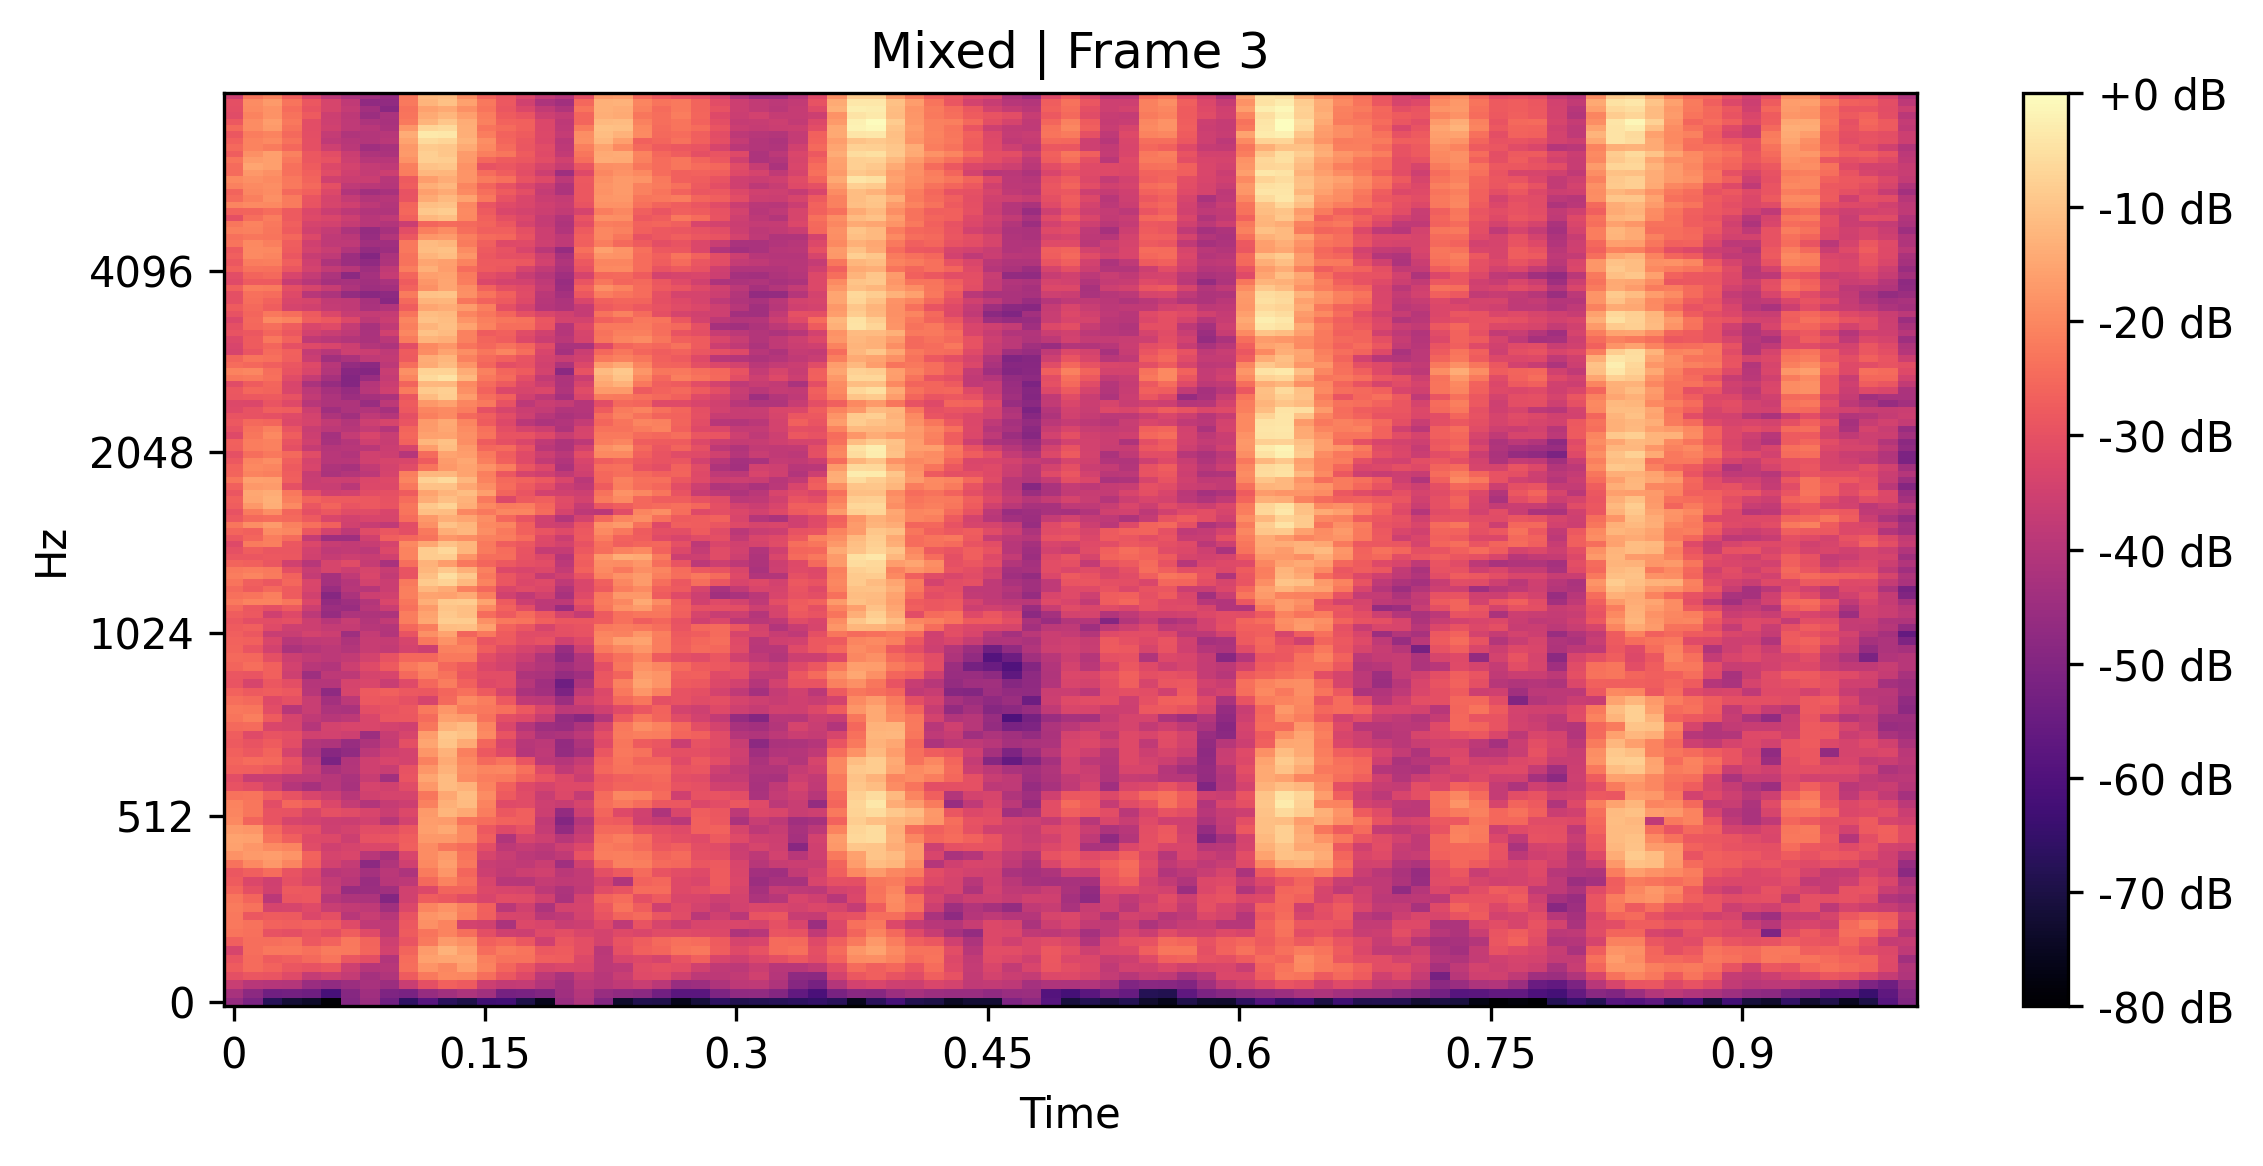 Mixed | Frame 3
+0 dB
-10 dB
-20 dB
-30 dB
-40 dB
-50 dB
-60 dB
-70 dB
-80 dB
Hz
4096
2048
1024
512
0
0 0.15 0.3 0.45 0.6 0.75 0.9
Time